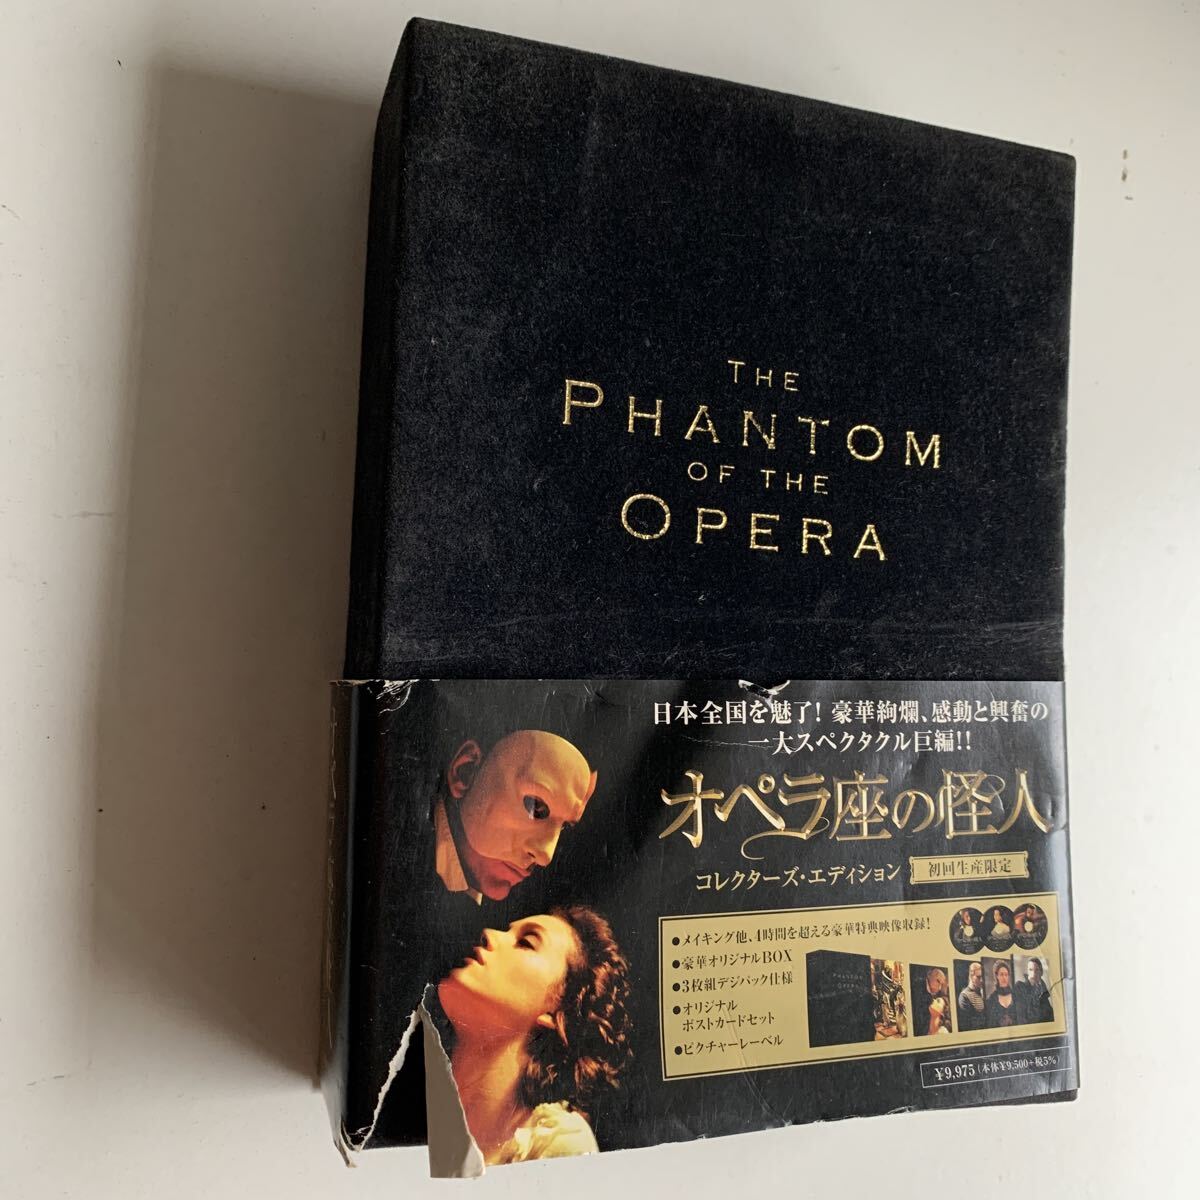 THE
PHANTOM
OF THE
OPERA
日本全国を魅了! 豪華絢爛、感動と興奮の
一大スペクタクル巨編!!
オペラ座の怪人
コレクターズ・エディション 初回生産限定
●メイキング他、4時間を超える豪華特典映像収録!
●豪華オリジナルBOX
●3枚組デジパック仕様
●オリジナル
ポストカードセット
●ピクチャーレーベル
PHANTOM
OPERA
¥9,975(本体¥9,500+税5%)